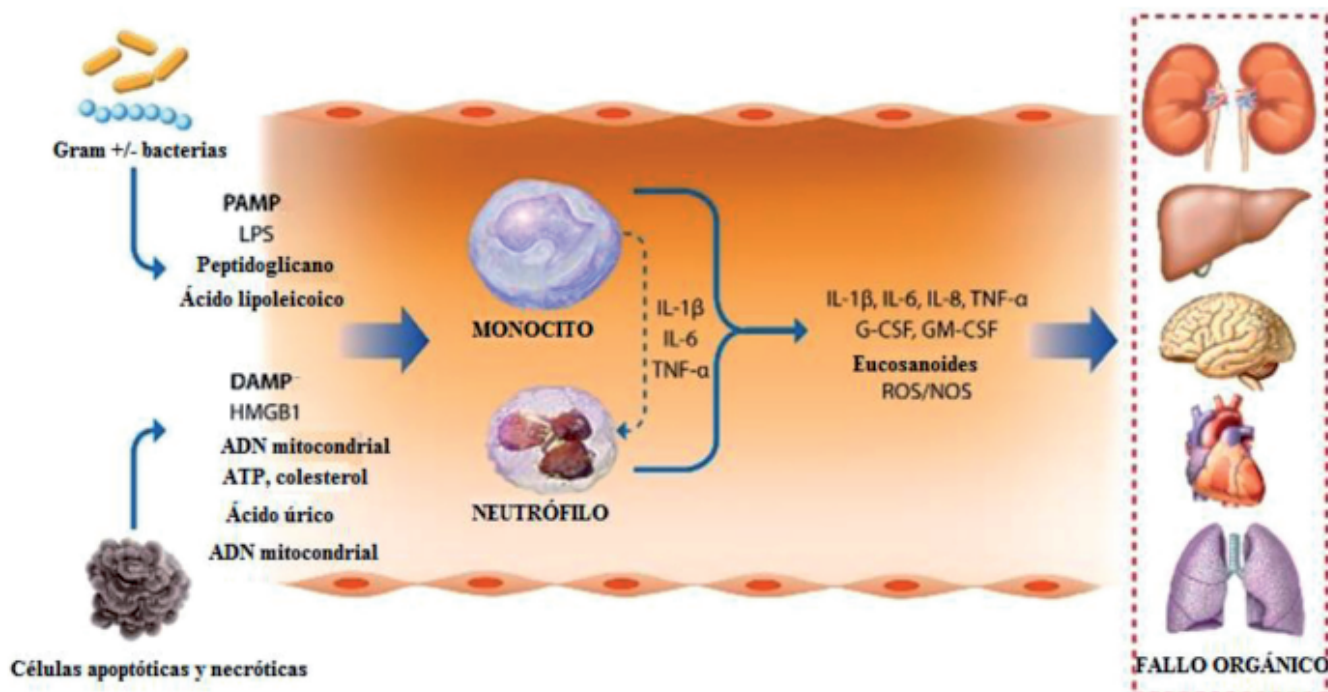 Gram +/- bacterias
PAMP
LPS
Peptidoglicano
Ácido lipoleicoico
DAMP
HMGB1
ADN mitocondrial
ATP, colesterol
Ácido úrico
ADN mitocondrial
Células apoptóticas y necróticas
MONOCITO
NEUTRÓFILO
IL-1β
IL-6
TNF-α
IL-1β, IL-6, IL-8, TNF-α
G-CSF, GM-CSF
Eucosanoides
ROS/NOS
FALLO ORGÁNICO